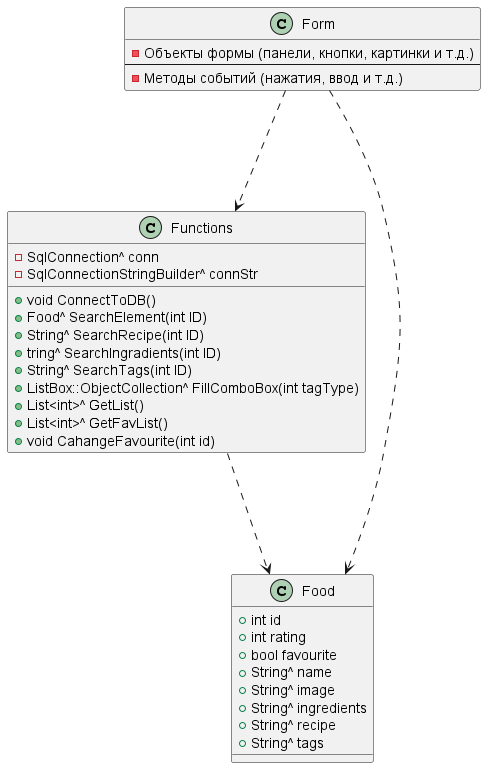 C Form
Объекты формы (панели, кнопки, картинки и т.д.)
Методы событий (нажатия, ввод и т.д.)
C Functions
SqlConnection^ conn
SqlConnectionStringBuilder^ connStr
void ConnectToDB()
Food^ SearchElement(int ID)
String^ SearchRecipe(int ID)
tring^ SearchIngradients(int ID)
String^ SearchTags(int ID)
ListBox::ObjectCollection^ FillComboBox(int tagType)
List<int>^ GetList()
List<int>^ GetFavList()
void CahangeFavourite(int id)
C Food
int id
int rating
bool favourite
String^ name
String^ image
String^ ingredients
String^ recipe
String^ tags